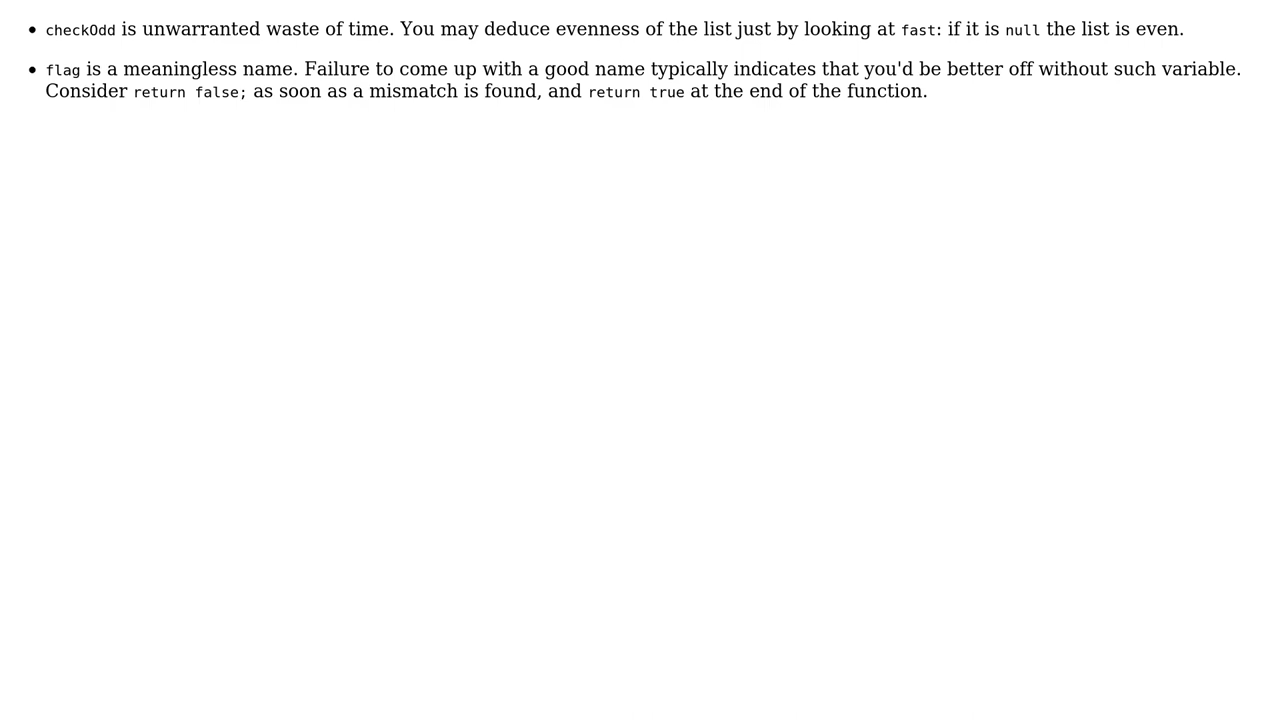 • checkOdd is unwarranted waste of time. You may deduce evenness of the list just by looking at fast: if it is null the list is even.
• flag is a meaningless name. Failure to come up with a good name typically indicates that you'd be better off without such variable.
Consider return false; as soon as a mismatch is found, and return true at the end of the function.